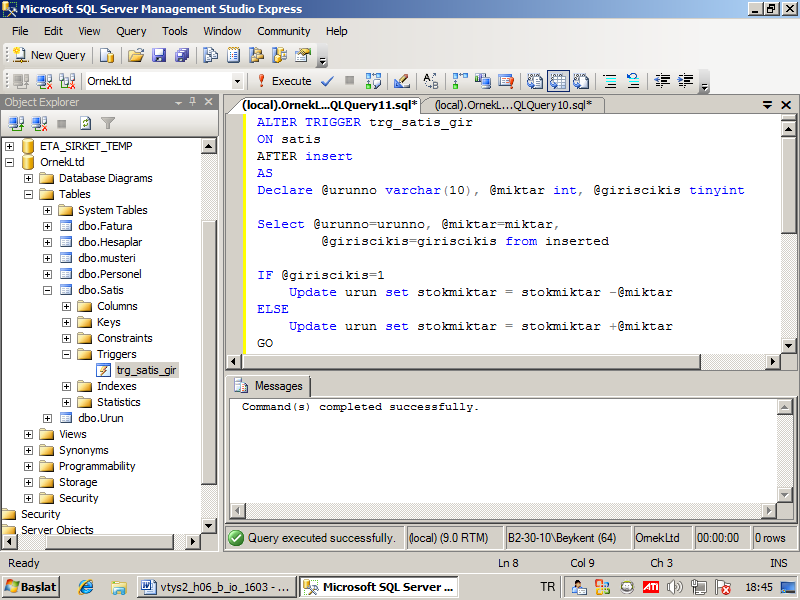 Microsoft SQL Server Management Studio Express
File Edit View Query Tools Window Community Help
New Query
OrnekLtd
Execute
Object Explorer
ETA_SIRKET_TEMP
OrnekLtd
Database Diagrams
Tables
System Tables
dbo.Fatura
dbo.Hesaplar
dbo.musteri
dbo.Personel
dbo.Satis
Columns
Keys
Constraints
Triggers
trg_satis_gir
Indexes
Statistics
dbo.Urun
Views
Synonyms
Programmability
Storage
Security
Security
Server Objects
(local).OrnekL...QLQuery11.sql* (local).OrnekL...QLQuery10.sql*
ALTER TRIGGER trg_satis_gir
ON satis
AFTER insert
AS
Declare @urunno varchar(10), @miktar int, @giriscikis tinyint
Select @urunno=urunno, @miktar=miktar,
@giriscikis=giriscikis from inserted
IF @giriscikis=1
Update urun set stokmiktar = stokmiktar -@miktar
ELSE
Update urun set stokmiktar = stokmiktar +@miktar
GO
Messages
Command(s) completed successfully.
Query executed successfully. (local) (9.0 RTM) B2-30-10\Beykent (64) OrnekLtd 00:00:00 0 rows
Ready Ln 8 Col 9 Ch 3 INS
Başlat vtys2_h06_b_io_1603 - ... Microsoft SQL Server ... TR ATI 18:45